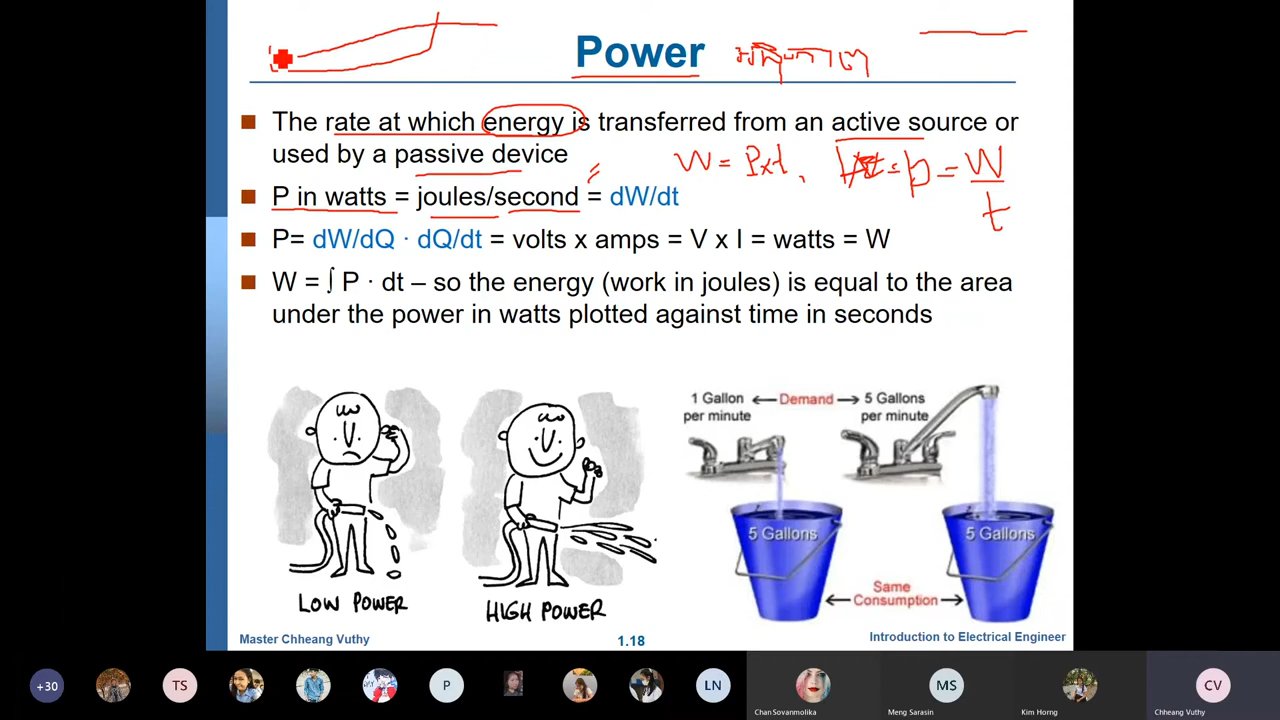 Power
The rate at which energy is transferred from an active source or
used by a passive device
W = Pxt, P = W
t
P in watts = joules/second = dW/dt
P= dW/dQ · dQ/dt = volts x amps = V x I = watts = W
W = ∫ P · dt – so the energy (work in joules) is equal to the area
under the power in watts plotted against time in seconds
1 Gallon
per minute
Demand
5 Gallons
per minute
5 Gallons
5 Gallons
Same
Consumption
LOW POWER
HIGH POWER
Master Chheang Vuthy
1.18
Introduction to Electrical Engineer
+30
TS
P
LN
MS
CV
Chan Sovanmolika
Meng Sarasin
Kim Horng
Chheang Vuthy